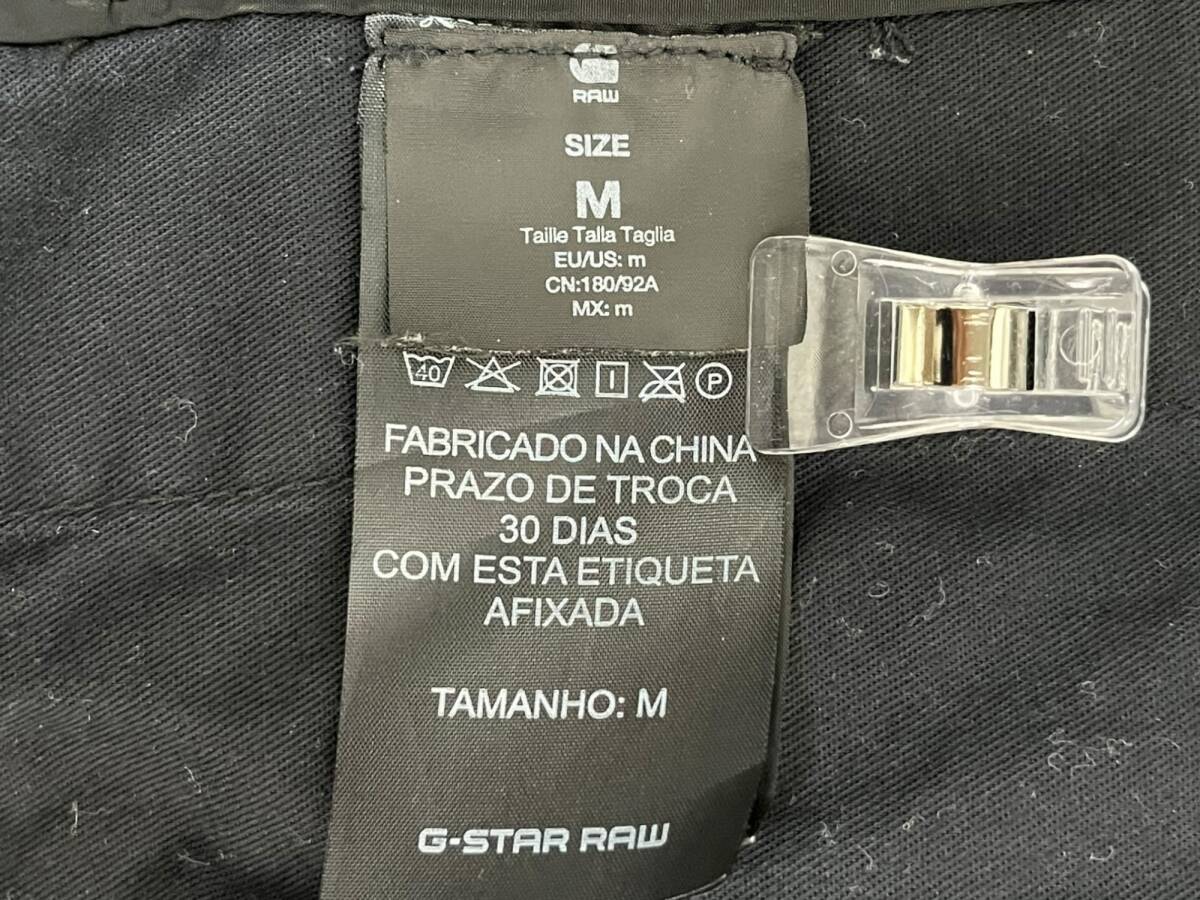 RAW
SIZE
M
Taille Talla Taglia
EU/US: m
CN:180/92A
MX: m
40
P
FABRICADO NA CHINA
PRAZO DE TROCA
30 DIAS
COM ESTA ETIQUETA
AFIXADA
TAMANHO: M
G-STAR RAW